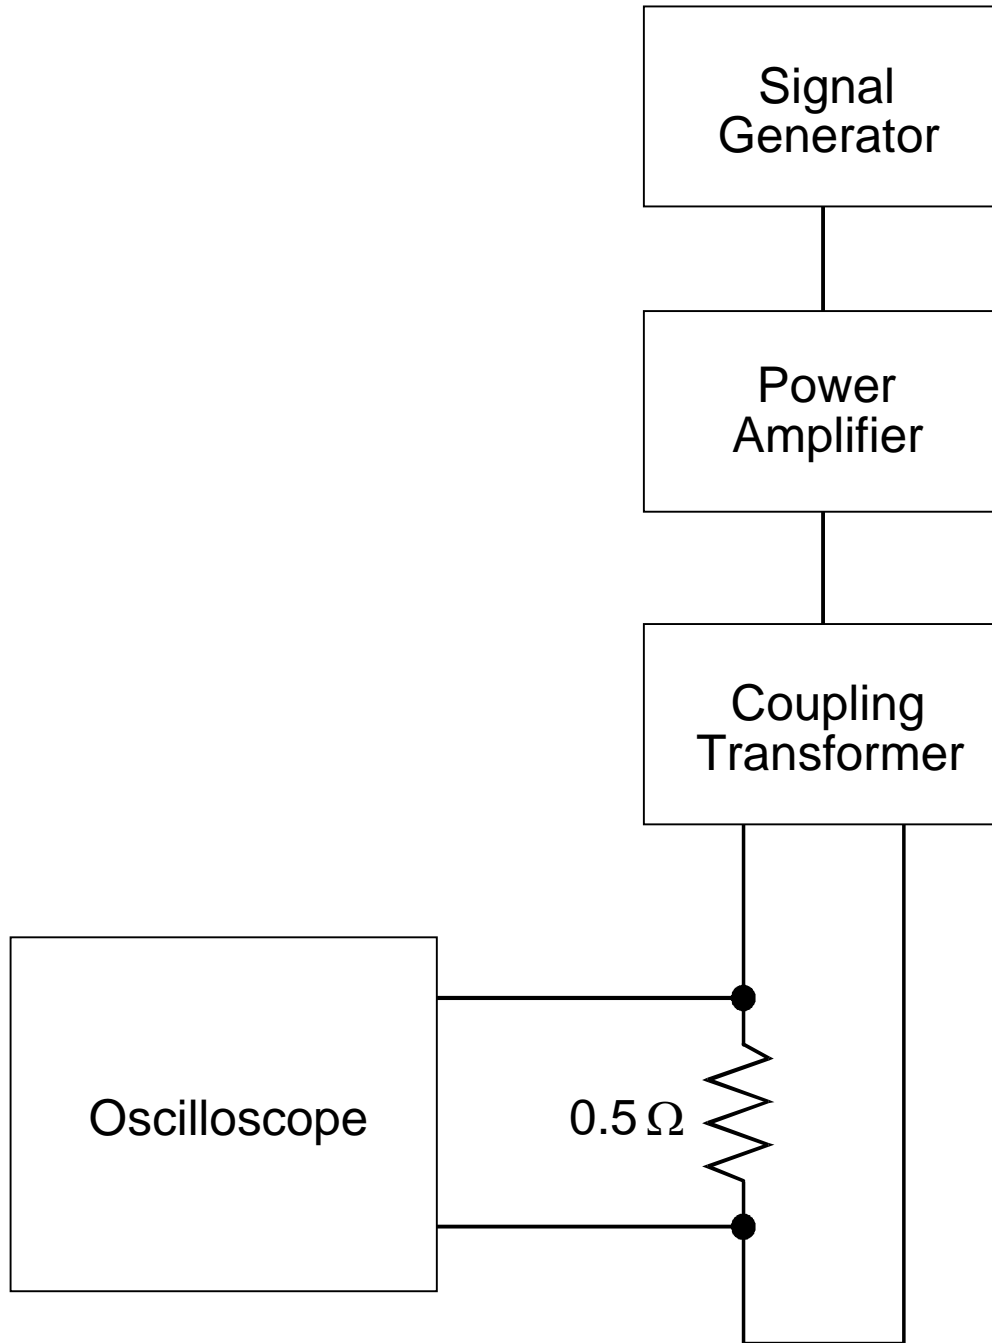 Signal
Generator
Power
Amplifier
Coupling
Transformer
Oscilloscope
0.5 Ω